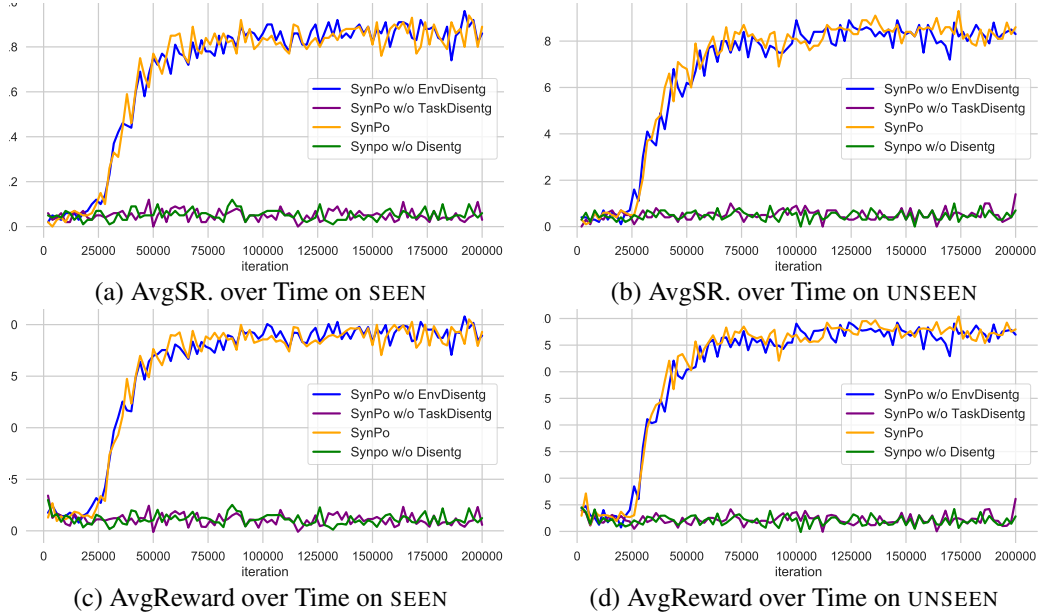 .0
.8
.6
.4
.2
.0
0 25000 50000 75000 100000 125000 150000 175000 200000
iteration
SynPo w/o EnvDisentg
SynPo w/o TaskDisentg
SynPo
Synpo w/o Disentg
(a) AvgSR. over Time on SEEN
.8
.6
.4
.2
0
0 25000 50000 75000 100000 125000 150000 175000 200000
iteration
SynPo w/o EnvDisentg
SynPo w/o TaskDisentg
SynPo
Synpo w/o Disentg
(b) AvgSR. over Time on UNSEEN
0
5
0
.5
0
0 25000 50000 75000 100000 125000 150000 175000 200000
iteration
SynPo w/o EnvDisentg
SynPo w/o TaskDisentg
SynPo
Synpo w/o Disentg
(c) AvgReward over Time on SEEN
0
5
0
5
0
5
0
5
0
0 25000 50000 75000 100000 125000 150000 175000 200000
iteration
SynPo w/o EnvDisentg
SynPo w/o TaskDisentg
SynPo
Synpo w/o Disentg
(d) AvgReward over Time on UNSEEN